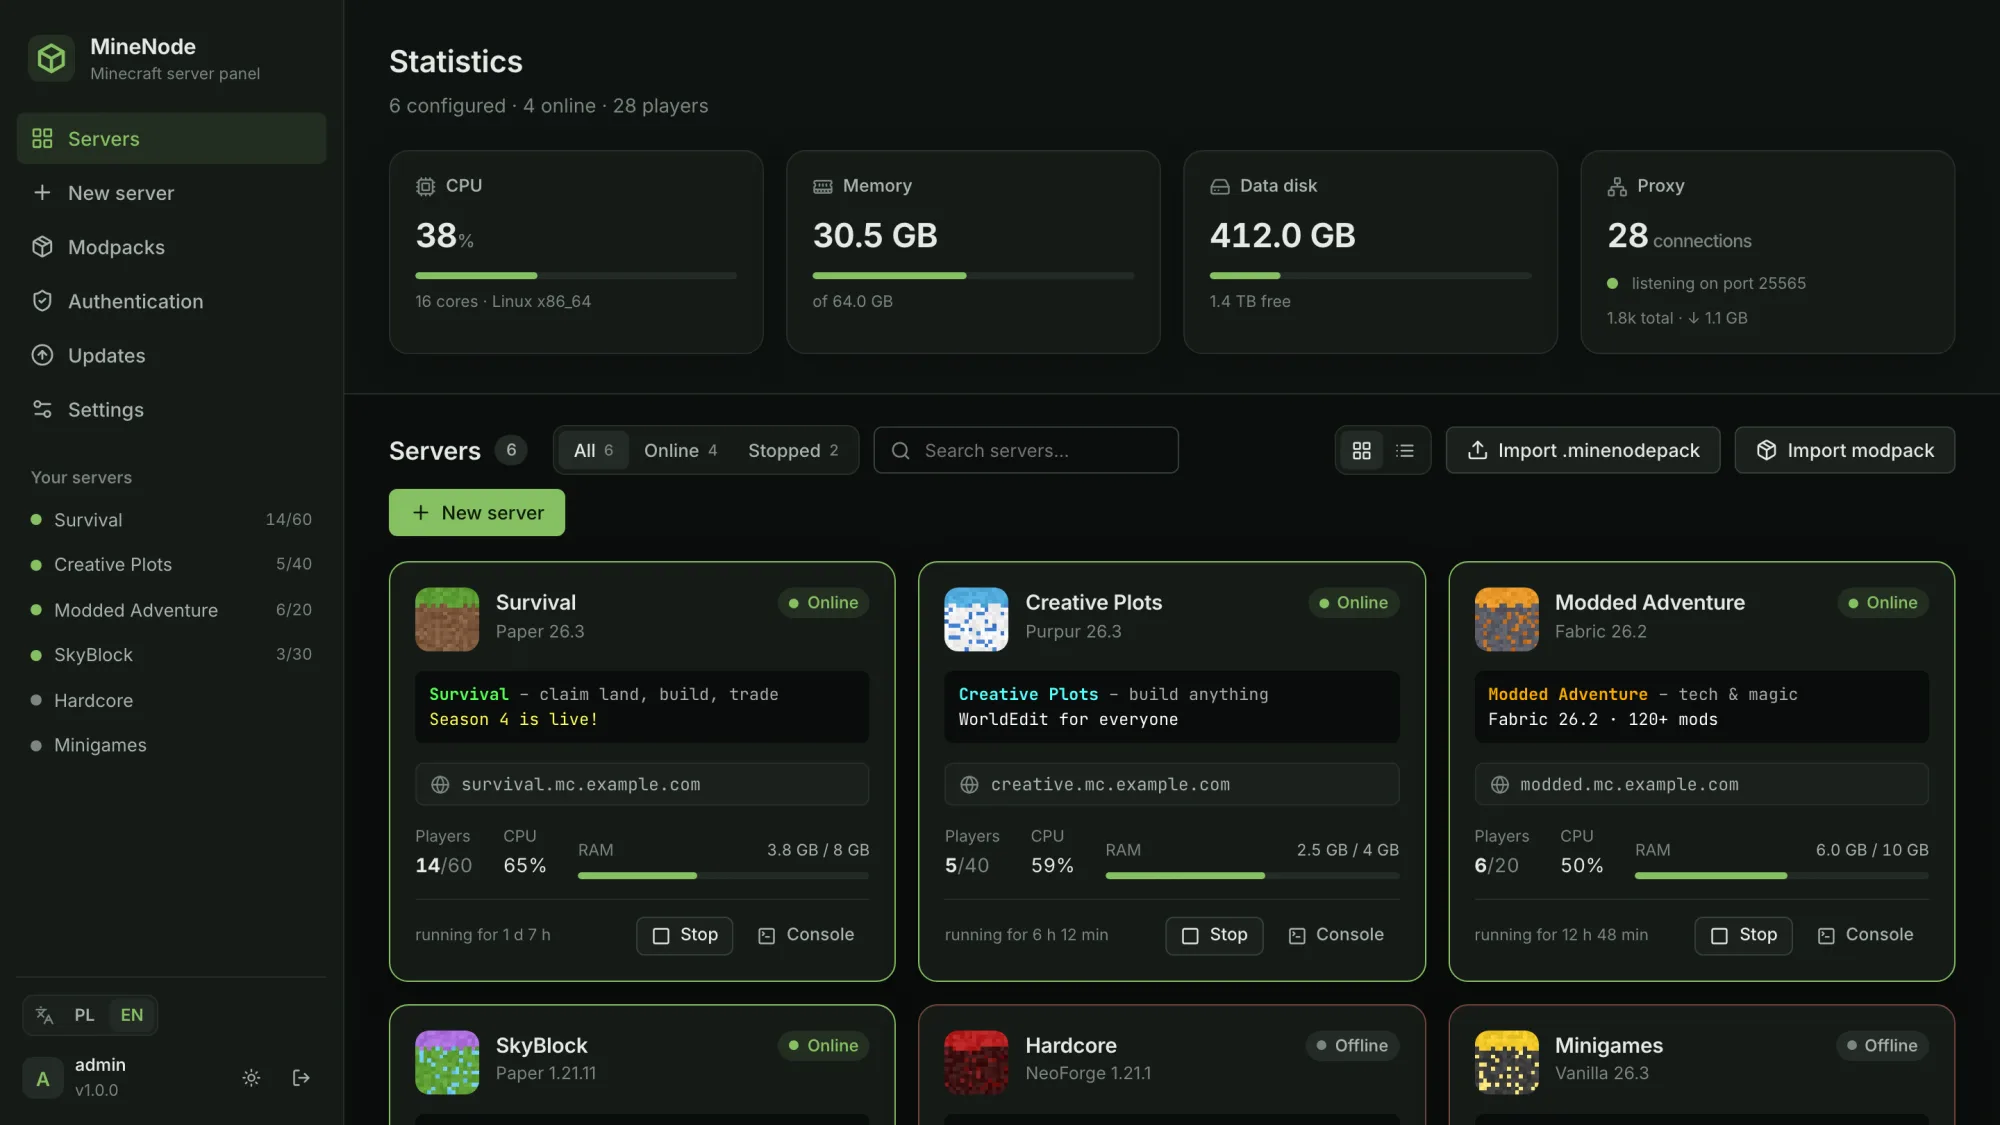 MineNode
Minecraft server panel
Servers
New server
Modpacks
Authentication
Updates
Settings
Your servers
Survival 14/60
Creative Plots 5/40
Modded Adventure 6/20
SkyBlock 3/30
Hardcore
Minigames
PL EN
A
admin
v1.0.0
Statistics
6 configured · 4 online · 28 players
CPU
38%
16 cores · Linux x86_64
Memory
30.5 GB
of 64.0 GB
Data disk
412.0 GB
1.4 TB free
Proxy
28 connections
listening on port 25565
1.8k total · ↓ 1.1 GB
Servers 6
All 6 Online 4 Stopped 2
Search servers...
Import .minenodepack
Import modpack
New server
Survival
Paper 26.3
Online
Survival – claim land, build, trade
Season 4 is live!
survival.mc.example.com
Players CPU RAM 3.8 GB / 8 GB
14/60 65%
running for 1 d 7 h Stop Console
Creative Plots
Purpur 26.3
Online
Creative Plots – build anything
WorldEdit for everyone
creative.mc.example.com
Players CPU RAM 2.5 GB / 4 GB
5/40 59%
running for 6 h 12 min Stop Console
Modded Adventure
Fabric 26.2
Online
Modded Adventure – tech & magic
Fabric 26.2 · 120+ mods
modded.mc.example.com
Players CPU RAM 6.0 GB / 10 GB
6/20 50%
running for 12 h 48 min Stop Console
SkyBlock
Paper 1.21.11
Online
Hardcore
NeoForge 1.21.1
Offline
Minigames
Vanilla 26.3
Offline